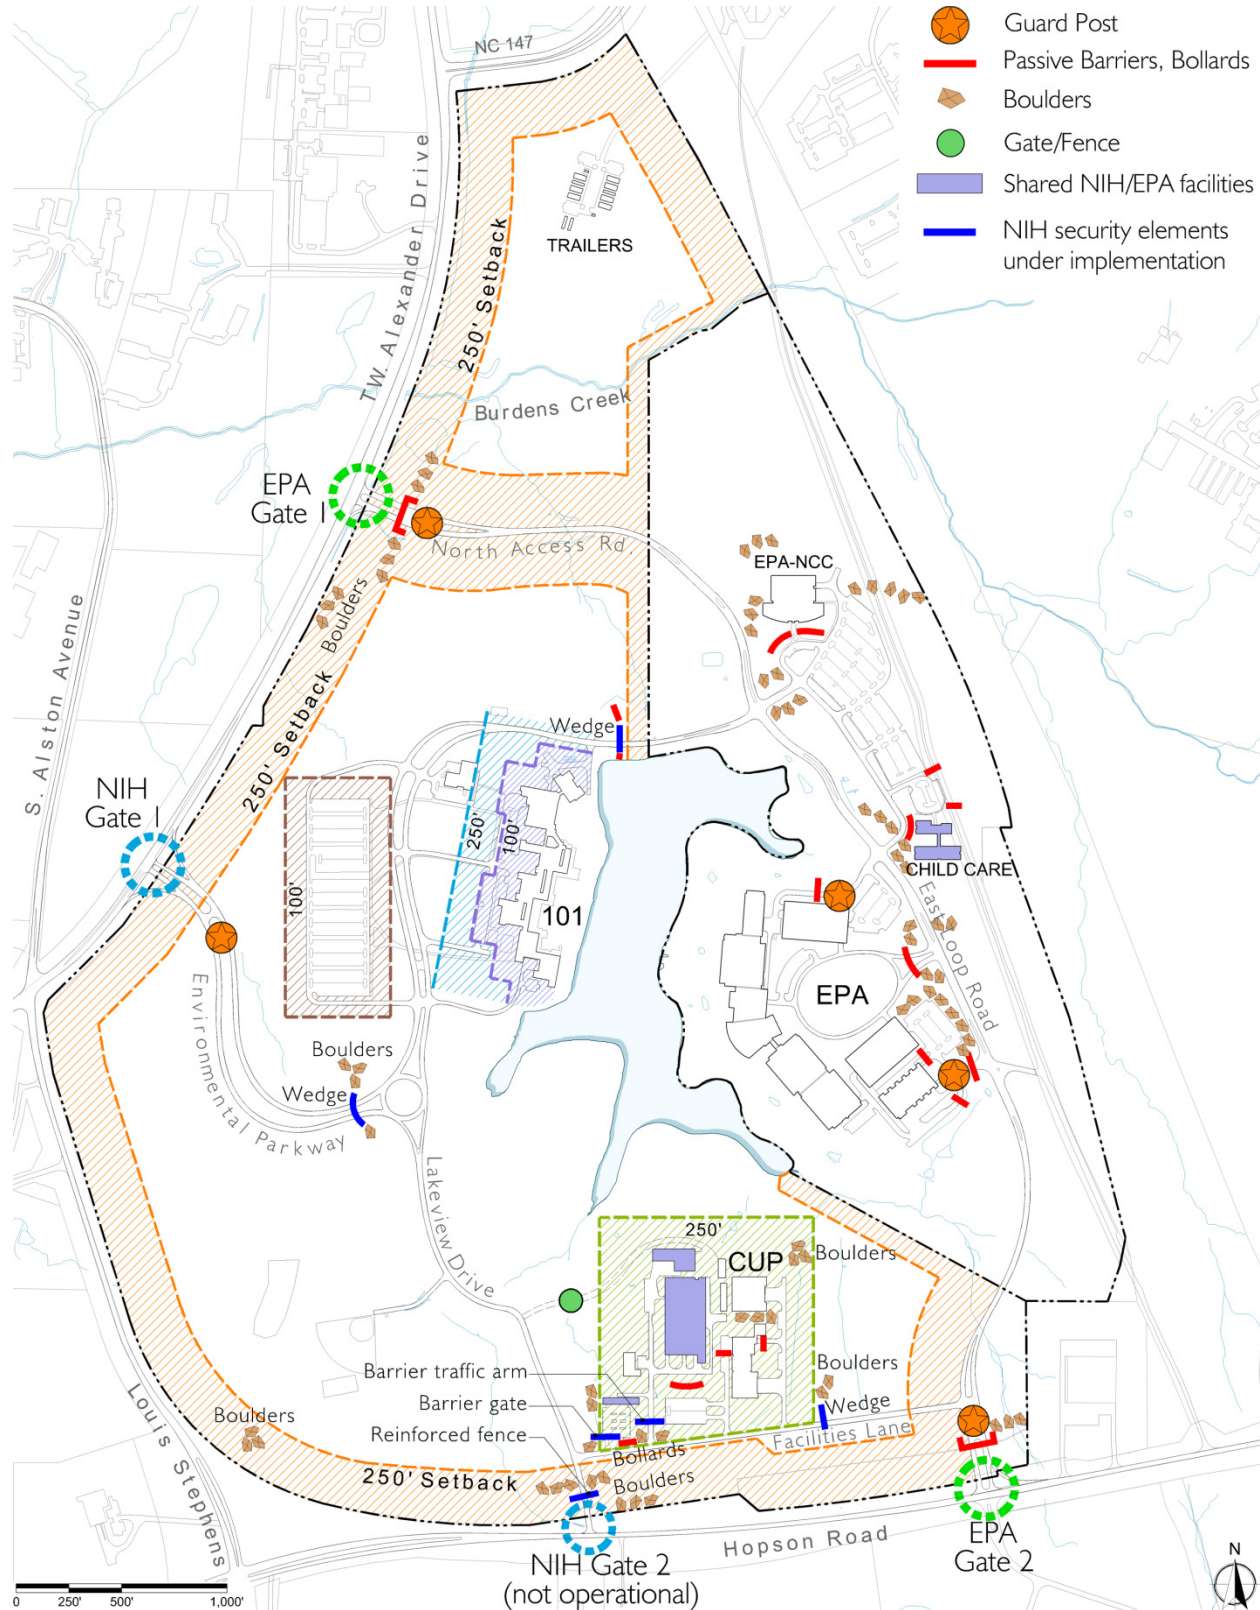 NC 147
Guard Post
Passive Barriers, Bollards
Boulders
Gate/Fence
Shared NIH/EPA facilities
NIH security elements
under implementation
TW. Alexander Drive
TRAILERS
250' Setback
Burdens Creek
EPA
Gate 1
North Access Rd.
Boulders
EPA-NCC
S. Alston Avenue
250' Setback
Wedge
NIH
Gate 1
100'
250'
100'
101
CHILD CARE
East Loop Road
EPA
Environmental Parkway
Boulders
Wedge
Lakeview Drive
250'
CUP
Boulders
Barrier traffic arm
Barrier gate
Reinforced fence
Boulders
Wedge
Facilities Lane
Bollards
Boulders
Boulders
250' Setback
Louis Stephens
Hopson Road
NIH Gate 2
(not operational)
EPA
Gate 2
N
0 250' 500' 1,000'